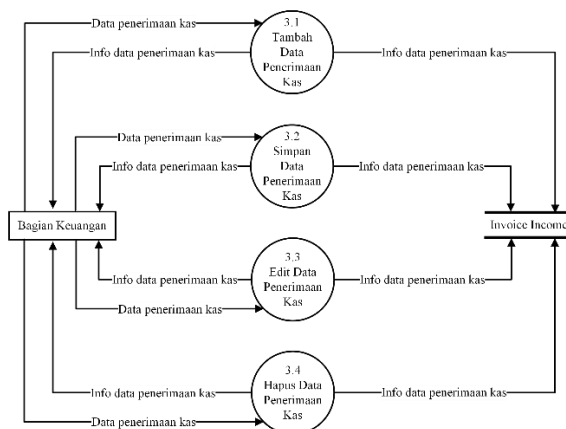 Data penerimaan kas
3.1
Tambah
Data
Penerimaan
Kas
Info data penerimaan kas
Info data penerimaan kas
Data penerimaan kas
3.2
Simpan
Data
Penerimaan
Kas
Info data penerimaan kas
Info data penerimaan kas
Bagian Keuangan
Invoice Income
3.3
Edit Data
Penerimaan
Kas
Info data penerimaan kas
Info data penerimaan kas
Data penerimaan kas
3.4
Hapus Data
Penerimaan
Kas
Info data penerimaan kas
Info data penerimaan kas
Data penerimaan kas